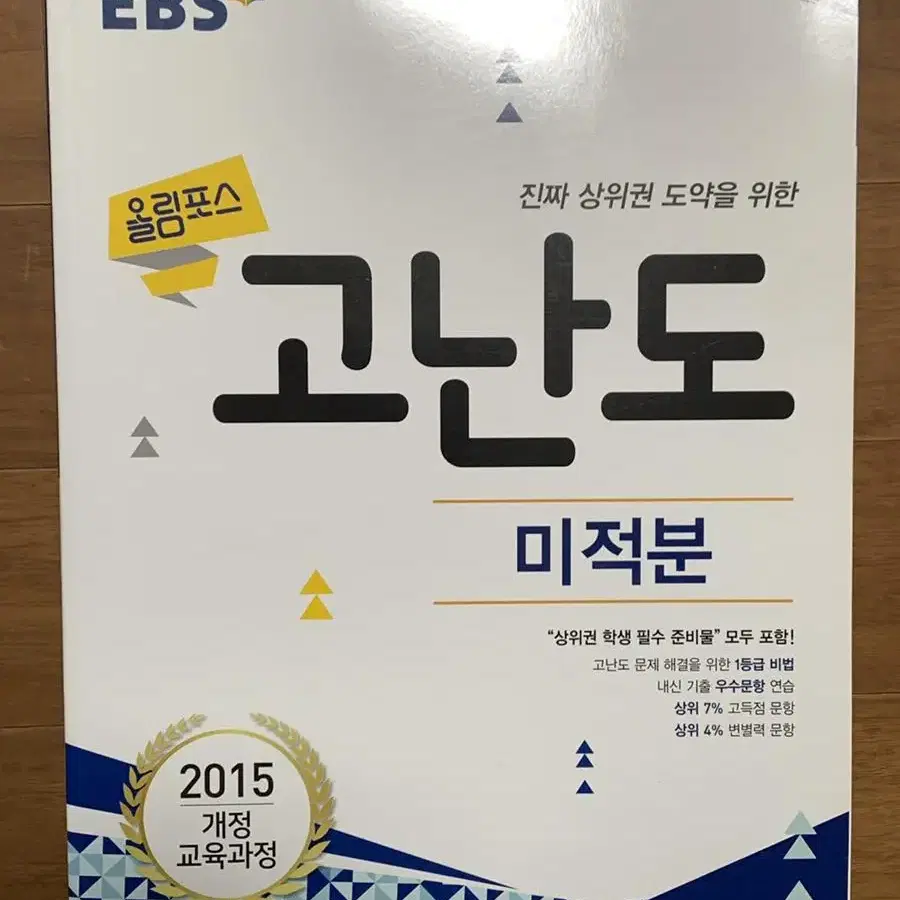 EBS
올림포스
진짜 상위권 도약을 위한
고난도
미적분
“상위권 학생 필수 준비물” 모두 포함!
고난도 문제 해결을 위한 1등급 비법
내신 기출 우수문항 연습
상위 7% 고득점 문항
상위 4% 변별력 문항
2015
개정
교육과정